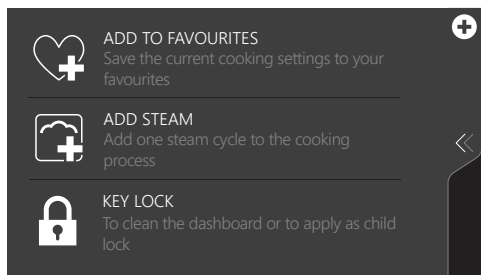 ADD TO FAVOURITES
Save the current cooking settings to your
favourites
ADD STEAM
Add one steam cycle to the cooking
process
KEY LOCK
To clean the dashboard or to apply as child
lock